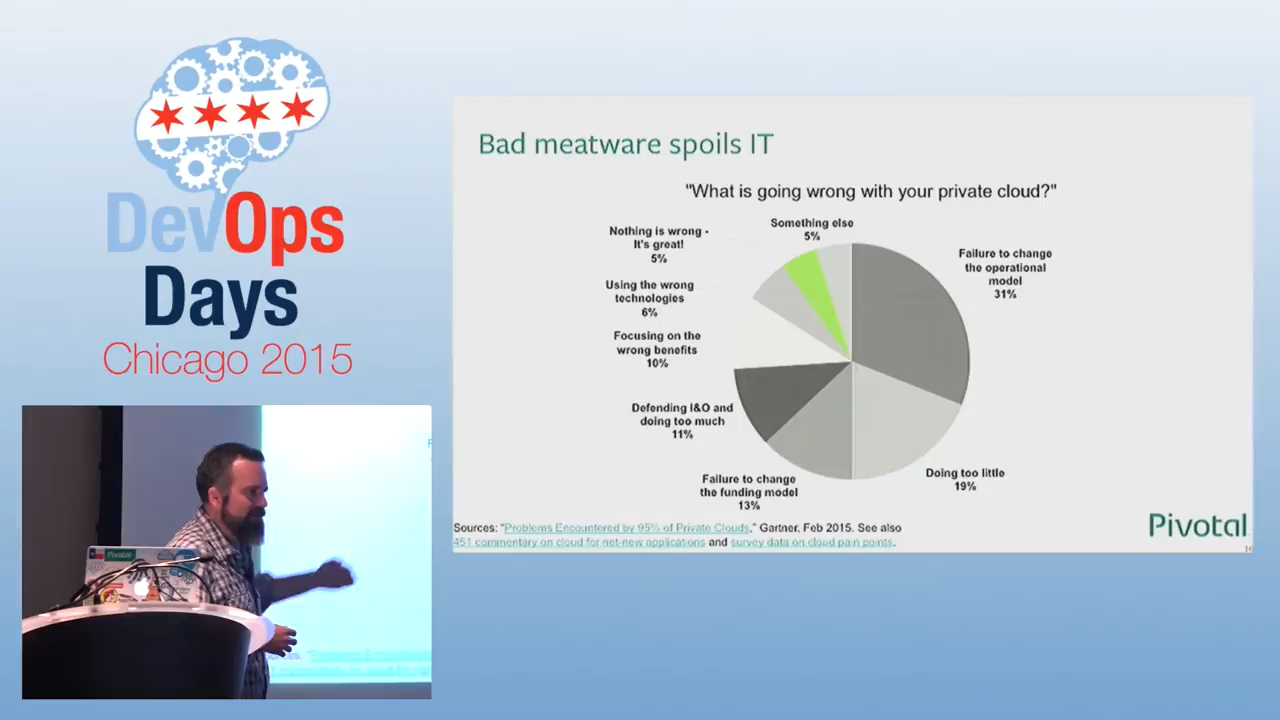 DevOps
Days
Chicago 2015
Bad meatware spoils IT
"What is going wrong with your private cloud?"
Something else
5%
Nothing is wrong -
It's great!
5%
Failure to change
the operational
model
31%
Using the wrong
technologies
6%
Focusing on the
wrong benefits
10%
Defending I&O and
doing too much
11%
Doing too little
19%
Failure to change
the funding model
13%
Sources: "Problems Encountered by 95% of Private Clouds," Gartner, Feb 2015. See also
451 commentary on cloud for net-new applications and survey data on cloud pain points.
Pivotal
Pivotal